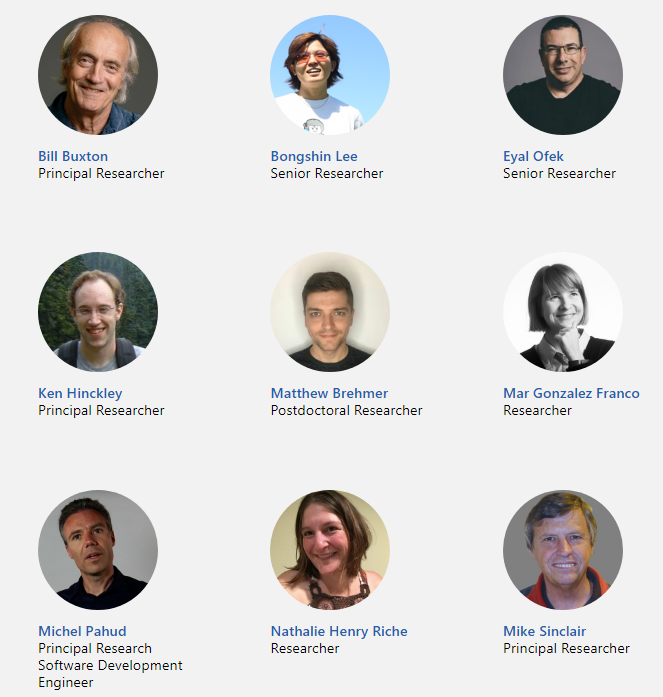 Bill Buxton
Principal Researcher
Bongshin Lee
Senior Researcher
Eyal Ofek
Senior Researcher
Ken Hinckley
Principal Researcher
Matthew Brehmer
Postdoctoral Researcher
Mar Gonzalez Franco
Researcher
Michel Pahud
Principal Research
Software Development
Engineer
Nathalie Henry Riche
Researcher
Mike Sinclair
Principal Researcher